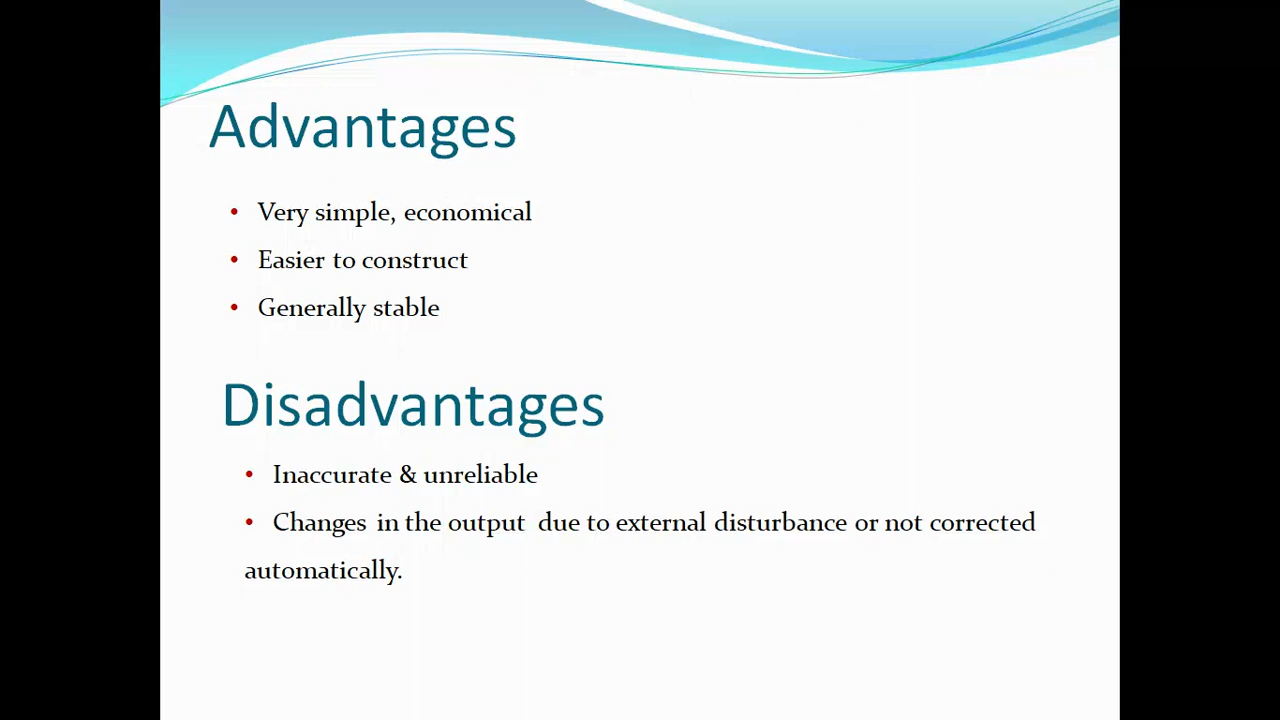 Advantages
• Very simple, economical
• Easier to construct
• Generally stable
Disadvantages
• Inaccurate & unreliable
• Changes in the output due to external disturbance or not corrected
automatically.